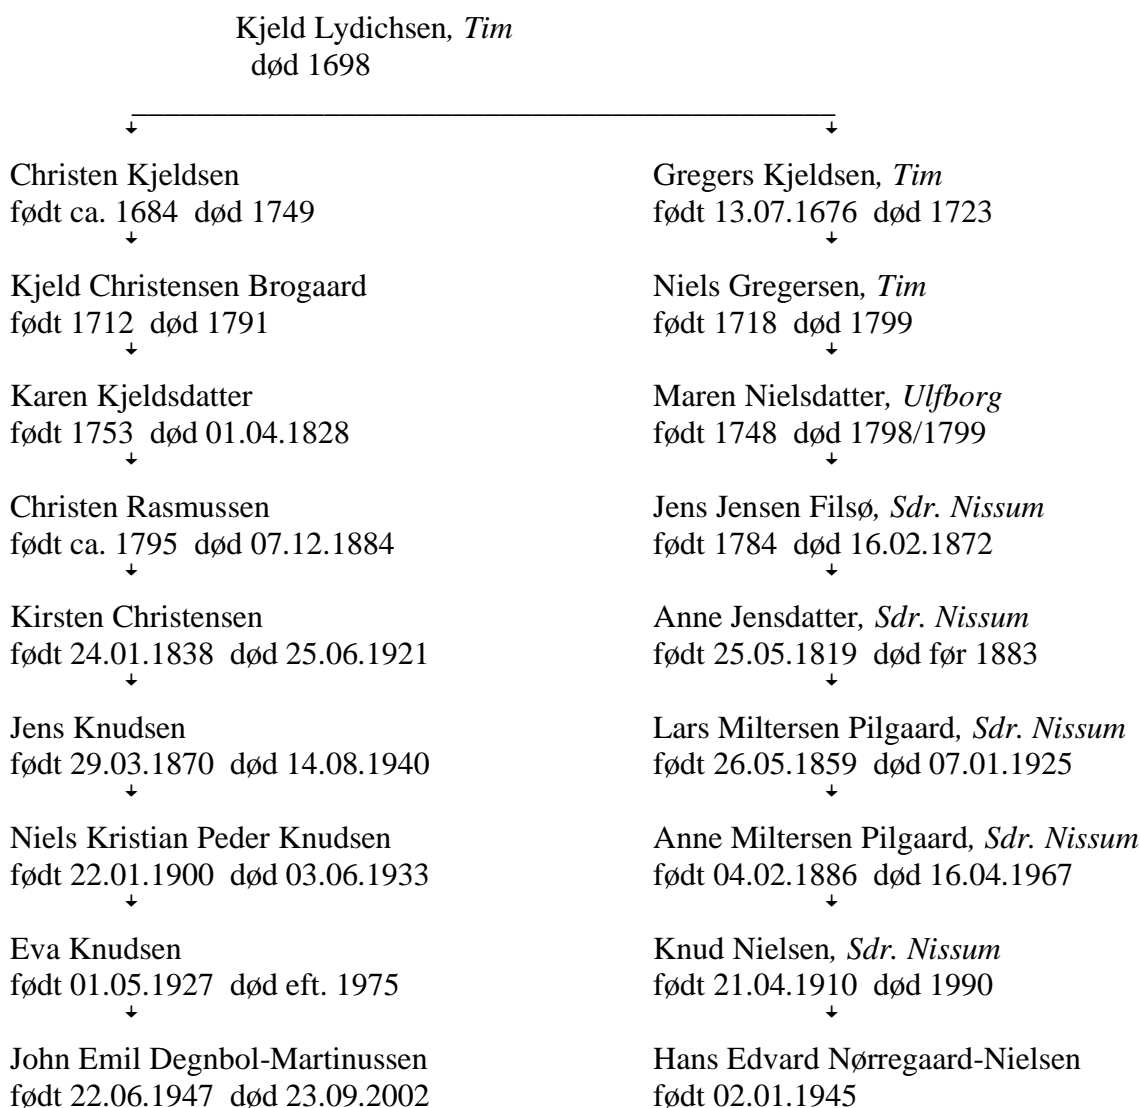 Kjeld Lydichsen, Tim
død 1698
Christen Kjeldsen
født ca. 1684 død 1749
Gregers Kjeldsen, Tim
født 13.07.1676 død 1723
Kjeld Christensen Brogaard
født 1712 død 1791
Niels Gregersen, Tim
født 1718 død 1799
Karen Kjeldsdatter
født 1753 død 01.04.1828
Maren Nielsdatter, Ulfborg
født 1748 død 1798/1799
Christen Rasmussen
født ca. 1795 død 07.12.1884
Jens Jensen Filsø, Sdr. Nissum
født 1784 død 16.02.1872
Kirsten Christensen
født 24.01.1838 død 25.06.1921
Anne Jensdatter, Sdr. Nissum
født 25.05.1819 død før 1883
Jens Knudsen
født 29.03.1870 død 14.08.1940
Lars Miltersen Pilgaard, Sdr. Nissum
født 26.05.1859 død 07.01.1925
Niels Kristian Peder Knudsen
født 22.01.1900 død 03.06.1933
Anne Miltersen Pilgaard, Sdr. Nissum
født 04.02.1886 død 16.04.1967
Eva Knudsen
født 01.05.1927 død eft. 1975
Knud Nielsen, Sdr. Nissum
født 21.04.1910 død 1990
John Emil Degnbol-Martinussen
født 22.06.1947 død 23.09.2002
Hans Edvard Nørregaard-Nielsen
født 02.01.1945